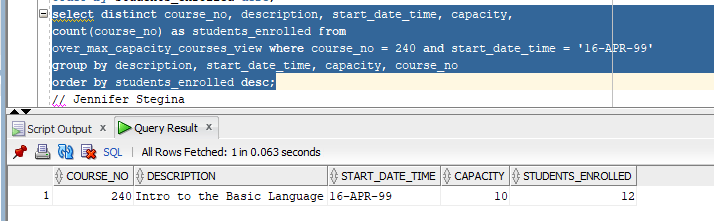 select distinct course_no, description, start_date_time, capacity,
count(course_no) as students_enrolled from
over_max_capacity_courses_view where course_no = 240 and start_date_time = '16-APR-99'
group by description, start_date_time, capacity, course_no
order by students_enrolled desc;
// Jennifer Stegina
Script Output x Query Result x
SQL | All Rows Fetched: 1 in 0.063 seconds
COURSE_NO DESCRIPTION START_DATE_TIME CAPACITY STUDENTS_ENROLLED
1 240 Intro to the Basic Language 16-APR-99 10 12